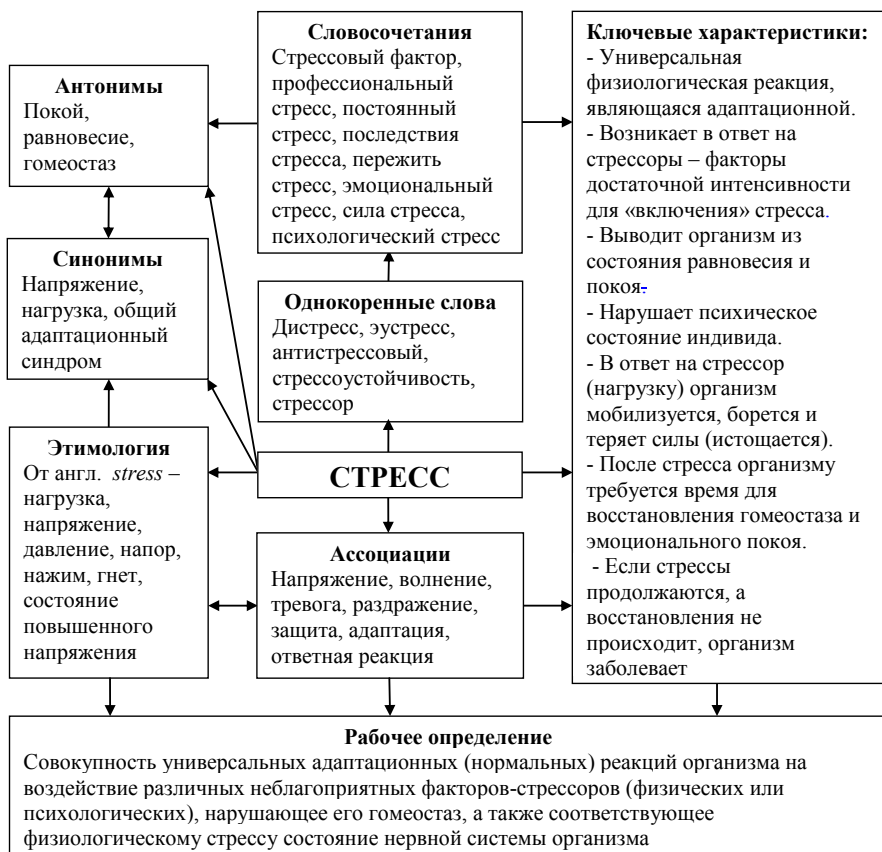 Антонимы
Покой,
равновесие,
гомеостаз
Словосочетания
Стрессовый фактор,
профессиональный
стресс, постоянный
стресс, последствия
стресса, пережить
стресс, эмоциональный
стресс, сила стресса,
психологический стресс
Ключевые характеристики:
- Универсальная
физиологическая реакция,
являющаяся адаптационной.
- Возникает в ответ на
стрессоры – факторы
достаточной интенсивности
для «включения» стресса.
- Выводит организм из
состояния равновесия и
покоя.
- Нарушает психическое
состояние индивида.
- В ответ на стрессор
(нагрузку) организм
мобилизуется, борется и
теряет силы (истощается).
- После стресса организму
требуется время для
восстановления гомеостаза и
эмоционального покоя.
- Если стрессы
продолжаются, а
восстановления не
происходит, организм
заболевает
Синонимы
Напряжение,
нагрузка, общий
адаптационный
синдром
Однокоренные слова
Дистресс, эустресс,
антистрессовый,
стрессоустойчивость,
стрессор
Этимология
От англ. stress –
нагрузка,
напряжение,
давление, напор,
нажим, гнет,
состояние
повышенного
напряжения
СТРЕСС
Ассоциации
Напряжение, волнение,
тревога, раздражение,
защита, адаптация,
ответная реакция
Рабочее определение
Совокупность универсальных адаптационных (нормальных) реакций организма на
воздействие различных неблагоприятных факторов-стрессоров (физических или
психологических), нарушающее его гомеостаз, а также соответствующее
физиологическому стрессу состояние нервной системы организма